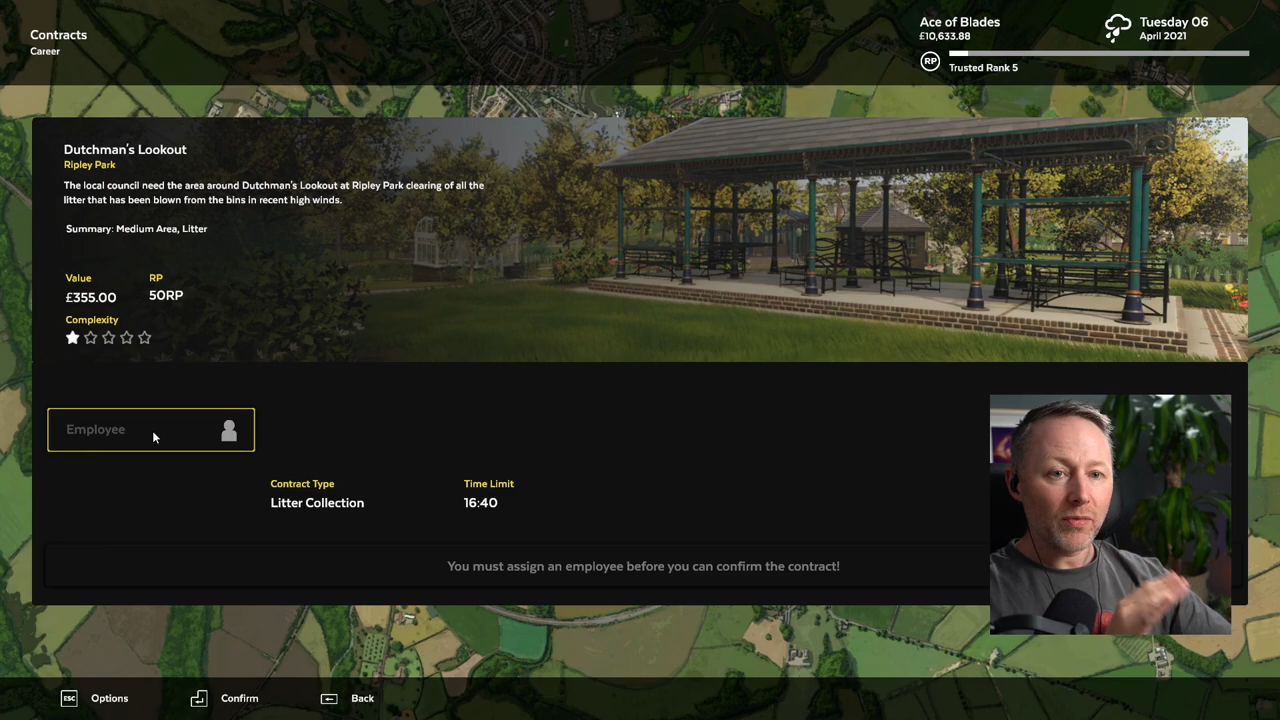 Contracts
Career
Ace of Blades
£10,633.88
Tuesday 06
April 2021
RP
Trusted Rank 5
Dutchman's Lookout
Ripley Park
The local council need the area around Dutchman's Lookout at Ripley Park clearing of all the
litter that has been blown from the bins in recent high winds.
Summary: Medium Area, Litter
Value
RP
£355.00
50RP
Complexity
Employee
Contract Type
Time Limit
Litter Collection
16:40
You must assign an employee before you can confirm the contract!
ESC Options
Confirm
Back